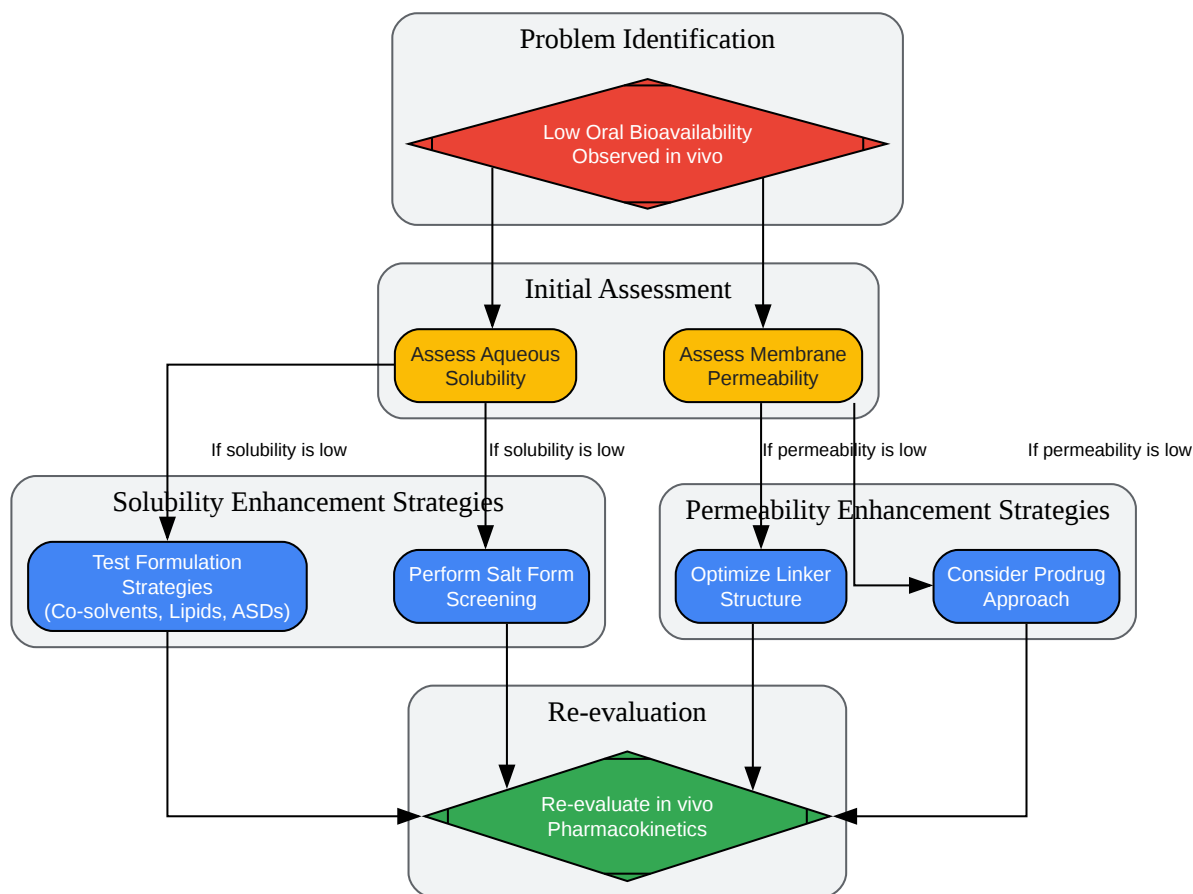 Problem Identification
Low Oral Bioavailability
Observed in vivo
Initial Assessment
Assess Aqueous
Solubility
Assess Membrane
Permeability
If solubility is low
If solubility is low
If permeability is low
If permeability is low
Solubility Enhancement Strategies
Permeability Enhancement Strategies
Test Formulation
Strategies
(Co-solvents, Lipids, ASDs)
Perform Salt Form
Screening
Optimize Linker
Structure
Consider Prodrug
Approach
Re-evaluation
Re-evaluate in vivo
Pharmacokinetics